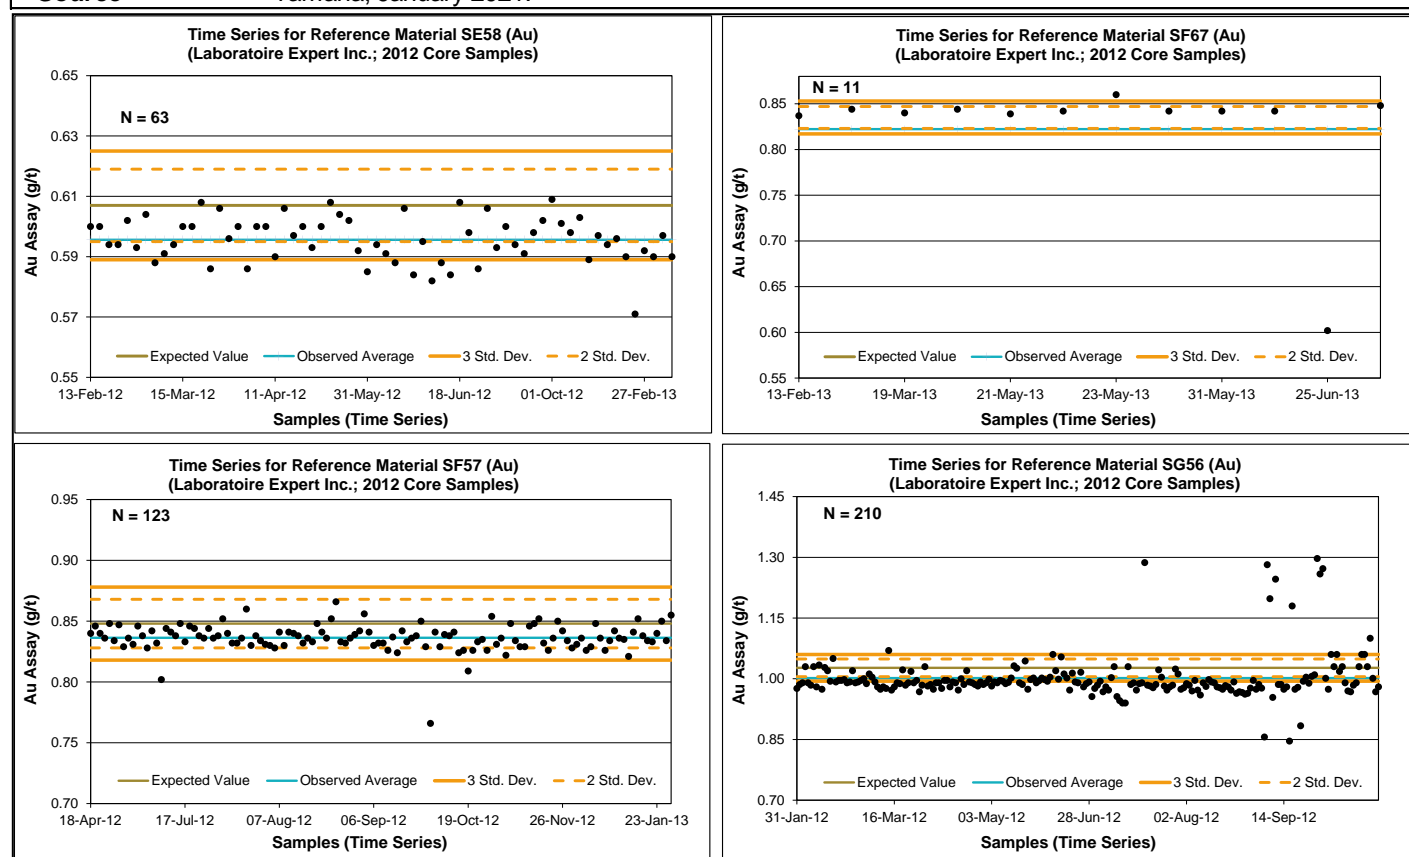 Time Series for Reference Material SE58 (Au)
(Laboratoire Expert Inc.; 2012 Core Samples)
0.65
0.63
0.61
0.59
0.57
0.55
N = 63
Au Assay (g/t)
Expected Value Observed Average 3 Std. Dev. 2 Std. Dev.
13-Feb-12 15-Mar-12 11-Apr-12 31-May-12 18-Jun-12 01-Oct-12 27-Feb-13
Samples (Time Series)
Time Series for Reference Material SF67 (Au)
(Laboratoire Expert Inc.; 2012 Core Samples)
N = 11
0.85
0.80
0.75
0.70
0.65
0.60
0.55
Au Assay (g/t)
Expected Value Observed Average 3 Std. Dev. 2 Std. Dev.
13-Feb-13 19-Mar-13 21-May-13 23-May-13 31-May-13 25-Jun-13
Samples (Time Series)
Time Series for Reference Material SF57 (Au)
(Laboratoire Expert Inc.; 2012 Core Samples)
0.95
0.90
0.85
0.80
0.75
0.70
N = 123
Au Assay (g/t)
Expected Value Observed Average 3 Std. Dev. 2 Std. Dev.
18-Apr-12 17-Jul-12 07-Aug-12 06-Sep-12 19-Oct-12 26-Nov-12 23-Jan-13
Samples (Time Series)
Time Series for Reference Material SG56 (Au)
(Laboratoire Expert Inc.; 2012 Core Samples)
1.45
1.30
1.15
1.00
0.85
0.70
N = 210
Au Assay (g/t)
Expected Value Observed Average 3 Std. Dev. 2 Std. Dev.
31-Jan-12 16-Mar-12 03-May-12 28-Jun-12 02-Aug-12 14-Sep-12
Samples (Time Series)